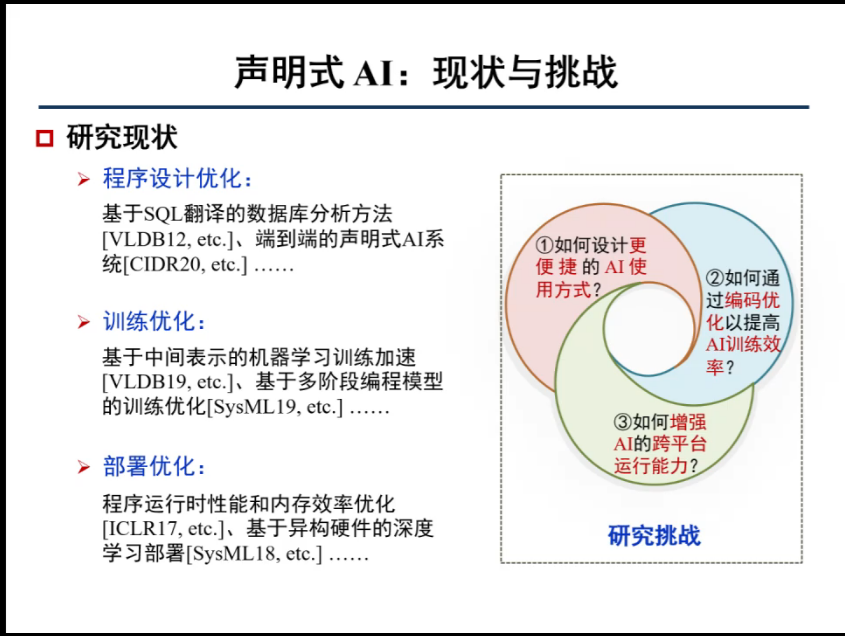 声明式 AI：现状与挑战
研究现状
程序设计优化：
基于SQL翻译的数据库分析方法
[VLDB12, etc.]、端到端的声明式AI系
统[CIDR20, etc.] ……
训练优化：
基于中间表示的机器学习训练加速
[VLDB19, etc.]、基于多阶段编程模型
的训练优化[SysML19, etc.] ……
部署优化：
程序运行时性能和内存效率优化
[ICLR17, etc.]、基于异构硬件的深度
学习部署[SysML18, etc.] ……
①如何设计更
便 捷 的 AI 使
用方式？
②如何通
过编码优
化以提高
AI训练效
率？
③如何增强
AI的跨平台
运行能力？
研究挑战